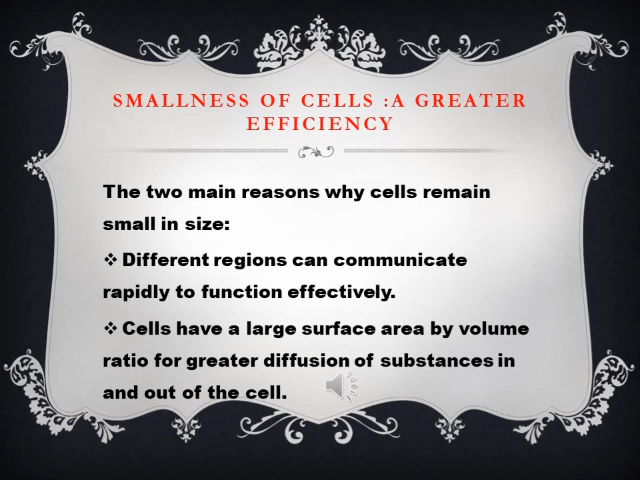 SMALLNESS OF CELLS :A GREATER
EFFICIENCY
The two main reasons why cells remain
small in size:
❖ Different regions can communicate
rapidly to function effectively.
❖ Cells have a large surface area by volume
ratio for greater diffusion of substances in
and out of the cell.